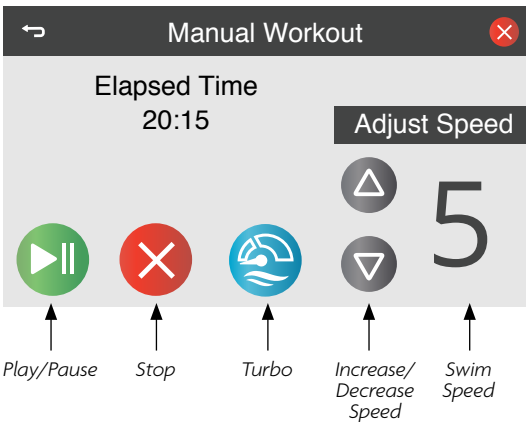 Manual Workout
Elapsed Time
20:15
Adjust Speed
5
Play/Pause
Stop
Turbo
Increase/
Decrease
Speed
Swim
Speed